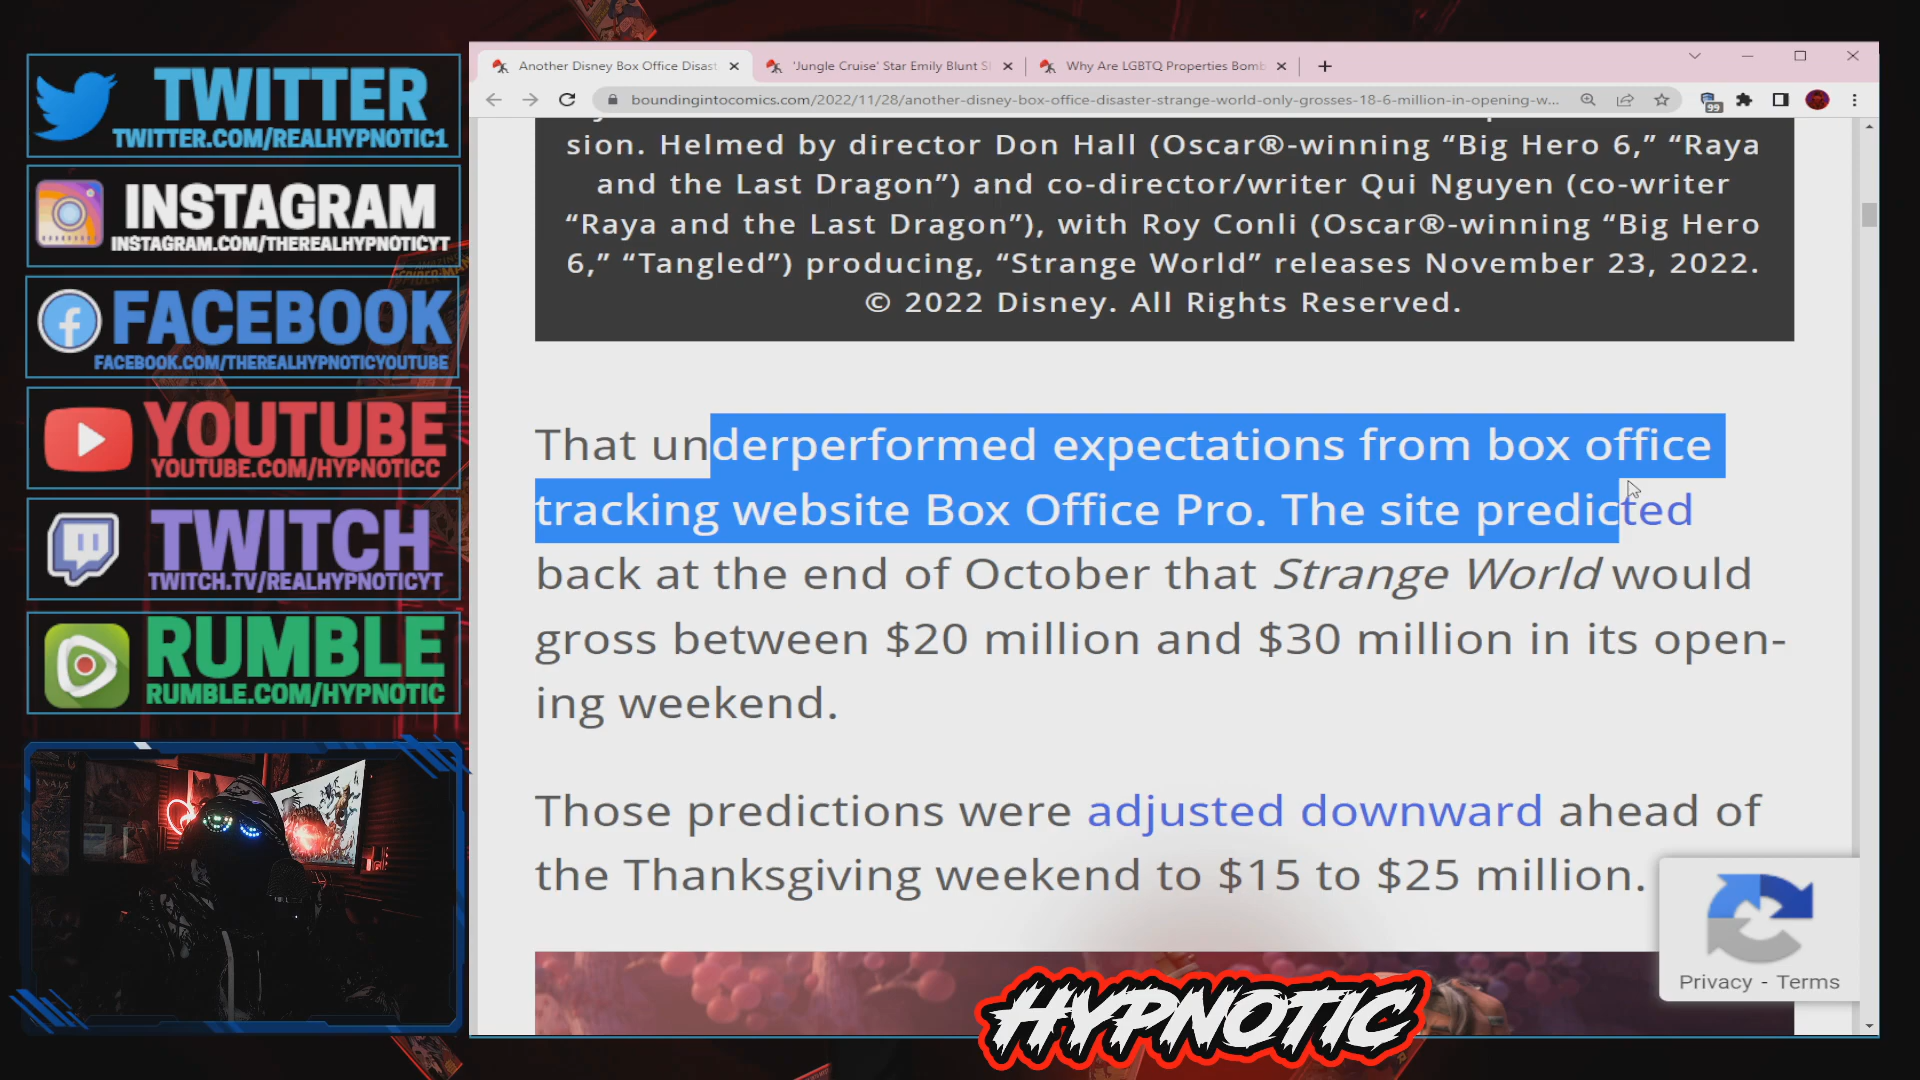 TWITTER
TWITTER.COM/REALHYPNOTIC1
INSTAGRAM
INSTAGRAM.COM/THEREALHYPNOTICYT
FACEBOOK
FACEBOOK.COM/THEREALHYPNOTICYOUTUBE
YOUTUBE
YOUTUBE.COM/HYPNOTICC
TWITCH
TWITCH.TV/REALHYPNOTICYT
RUMBLE
RUMBLE.COM/HYPNOTIC
Another Disney Box Office Disast
'Jungle Cruise' Star Emily Blunt S
Why Are LGBTQ Properties Bomb
boundingintocomics.com/2022/11/28/another-disney-box-office-disaster-strange-world-only-grosses-18-6-million-in-opening-w...
99
sion. Helmed by director Don Hall (Oscar®-winning “Big Hero 6,” “Raya
and the Last Dragon”) and co-director/writer Qui Nguyen (co-writer
“Raya and the Last Dragon”), with Roy Conli (Oscar®-winning “Big Hero
6,” “Tangled”) producing, “Strange World” releases November 23, 2022.
© 2022 Disney. All Rights Reserved.
That underperformed expectations from box office
tracking website Box Office Pro. The site predicted
back at the end of October that Strange World would
gross between $20 million and $30 million in its open-
ing weekend.
Those predictions were adjusted downward ahead of
the Thanksgiving weekend to $15 to $25 million.
Privacy - Terms
HYPNOTIC